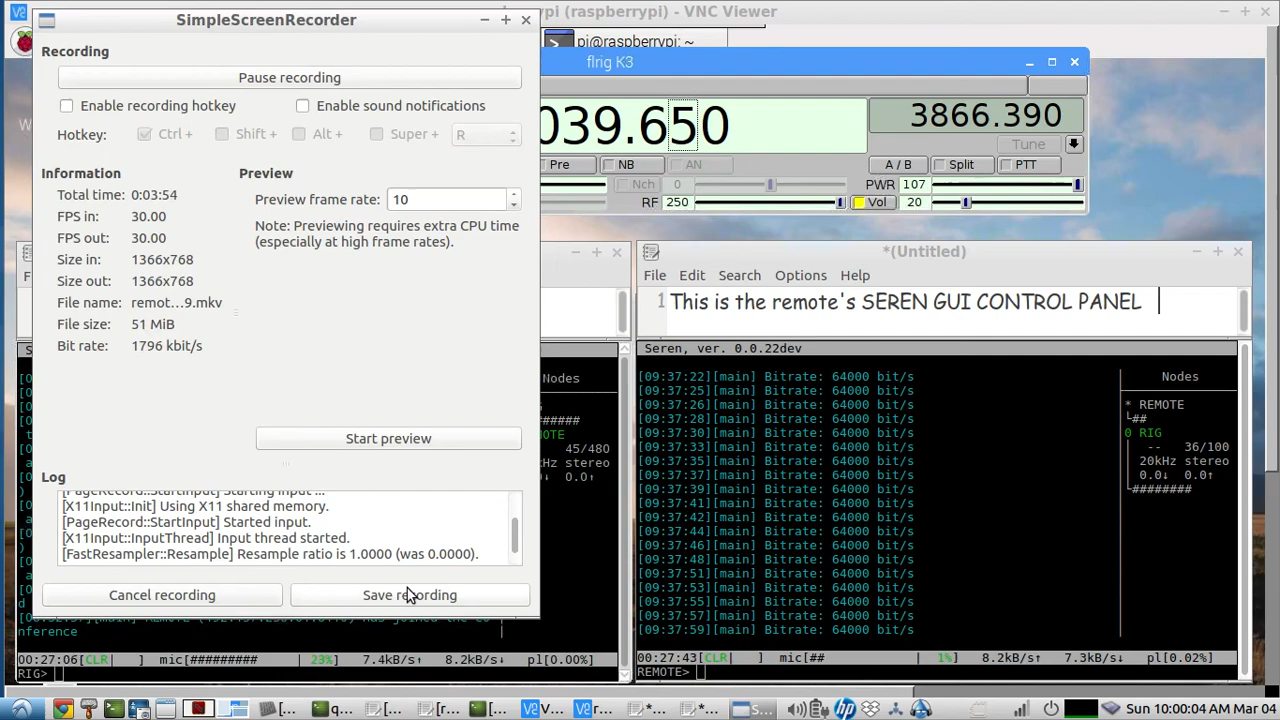 SimpleScreenRecorder
ypi (raspberrypi) - VNC Viewer
Recording
Pause recording
Enable recording hotkey
Enable sound notifications
Hotkey:
Ctrl +
Shift +
Alt +
Super +
R
Information
Total time: 0:03:54
FPS in: 30.00
FPS out: 30.00
Size in: 1366x768
Size out: 1366x768
File name: remot...9.mkv
File size: 51 MiB
Bit rate: 1796 kbit/s
Preview
Preview frame rate: 10
Note: Previewing requires extra CPU time
(especially at high frame rates).
Start preview
Log
[PageRecord::StartInput] Starting input ...
[X11Input::Init] Using X11 shared memory.
[PageRecord::StartInput] Started input.
[X11Input::InputThread] Input thread started.
[FastResampler::Resample] Resample ratio is 1.0000 (was 0.0000).
Cancel recording
Save recording
pi@raspberrypi: ~
flrig K3
039.650
3866.390
Tune
Pre
NB
AN
A / B
Split
PTT
Nch
0
PWR 107
RF 250
Vol 20
*(Untitled)
File Edit Search Options Help
1 This is the remote's SEREN GUI CONTROL PANEL
Seren, ver. 0.0.22dev
[09:37:22][main] Bitrate: 64000 bit/s
[09:37:25][main] Bitrate: 64000 bit/s
[09:37:26][main] Bitrate: 64000 bit/s
[09:37:28][main] Bitrate: 64000 bit/s
[09:37:30][main] Bitrate: 64000 bit/s
[09:37:33][main] Bitrate: 64000 bit/s
[09:37:35][main] Bitrate: 64000 bit/s
[09:37:37][main] Bitrate: 64000 bit/s
[09:37:39][main] Bitrate: 64000 bit/s
[09:37:41][main] Bitrate: 64000 bit/s
[09:37:42][main] Bitrate: 64000 bit/s
[09:37:44][main] Bitrate: 64000 bit/s
[09:37:46][main] Bitrate: 64000 bit/s
[09:37:48][main] Bitrate: 64000 bit/s
[09:37:51][main] Bitrate: 64000 bit/s
[09:37:53][main] Bitrate: 64000 bit/s
[09:37:55][main] Bitrate: 64000 bit/s
[09:37:57][main] Bitrate: 64000 bit/s
[09:37:59][main] Bitrate: 64000 bit/s
Nodes
* REMOTE
└##
0 RIG
-- 36/100
20kHz stereo
0.0↓ 0.0↑
└########
00:27:43[CLR| ] mic[## | 1%] 8.2kB/s↑ 7.3kB/s↓ pl[0.02%]
REMOTE>
Nodes
######
45/480
stereo
0.0↑
nference
00:27:06[CLR| ] mic[######### | 23%] 7.4kB/s↑ 8.2kB/s↓ pl[0.00%]
RIG>
[...
q...
[...
[r...
[...
V...
r...
*...
*...
S...
Sun, 10:00:04 Mar 04